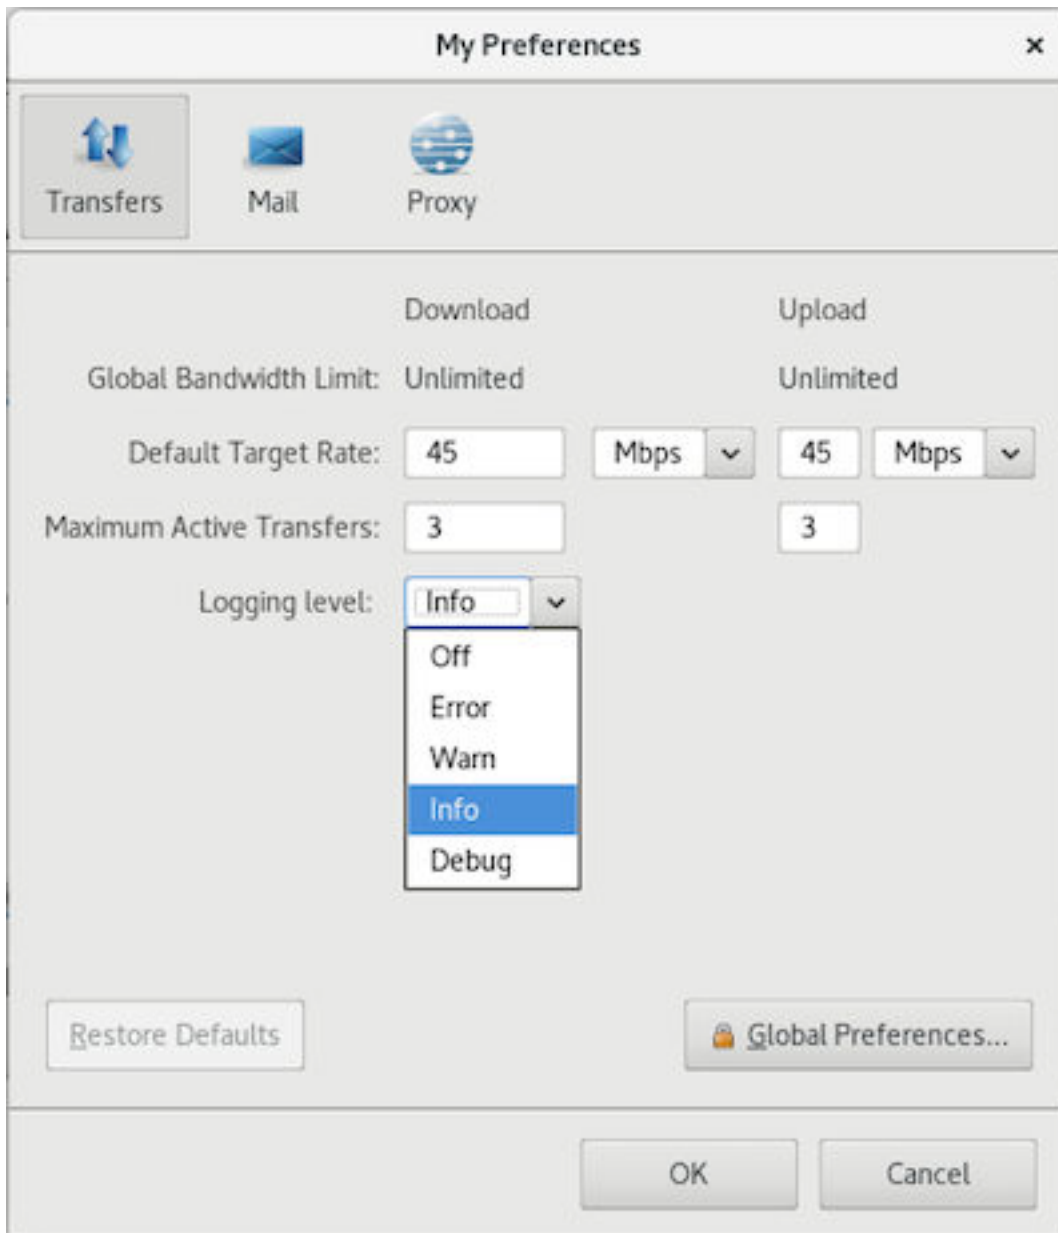 My Preferences
Transfers Mail Proxy
Download Upload
Global Bandwidth Limit: Unlimited Unlimited
Default Target Rate: 45 Mbps 45 Mbps
Maximum Active Transfers: 3 3
Logging level: Info
Off
Error
Warn
Info
Debug
Restore Defaults Global Preferences...
OK Cancel